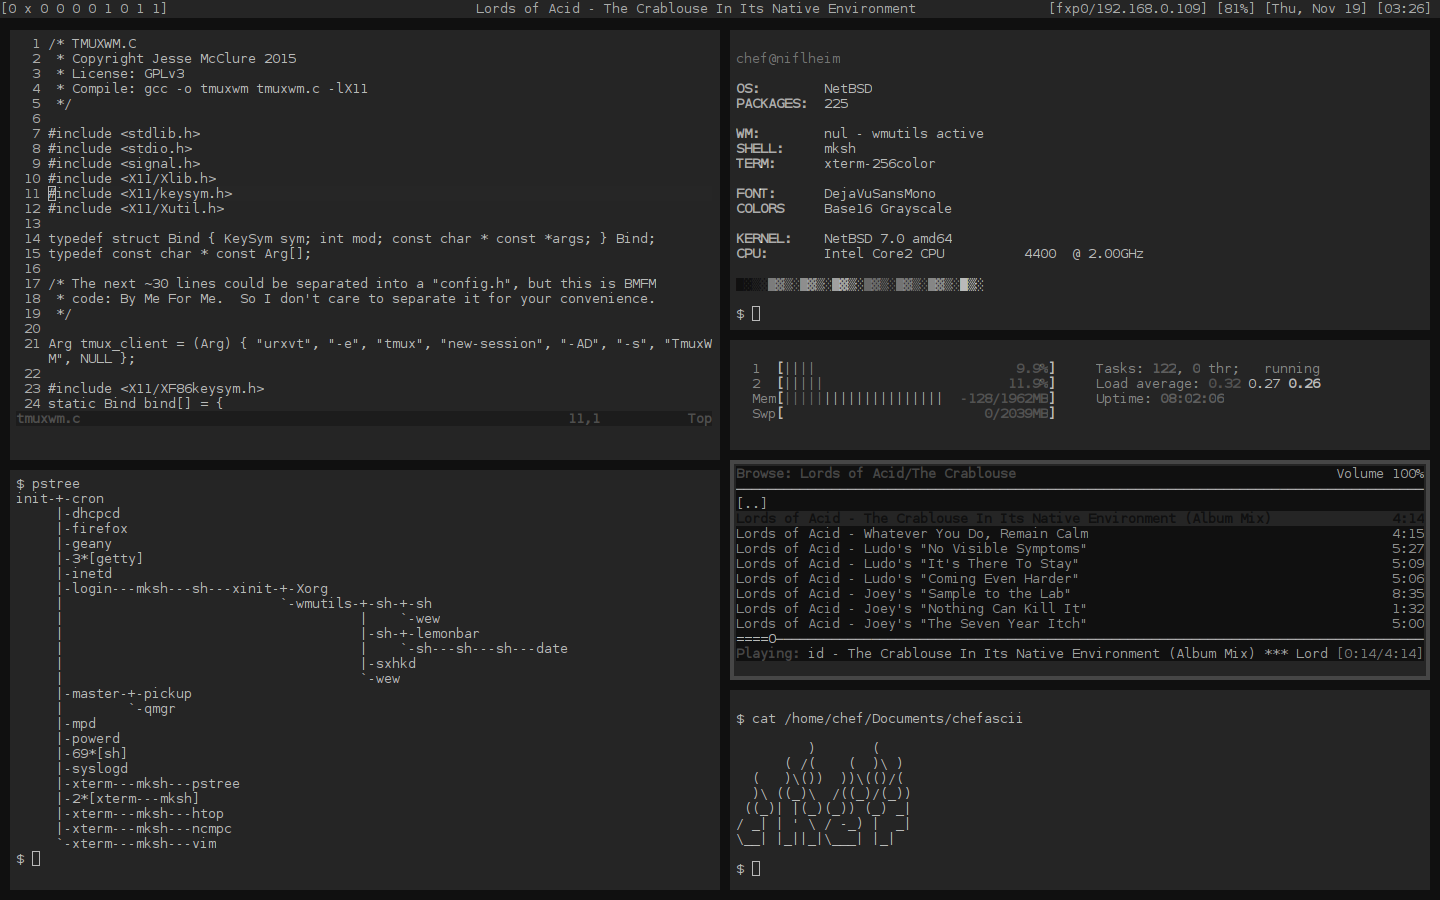 [0 x 0 0 0 0 1 0 1 1] Lords of Acid - The Crablouse In Its Native Environment [fxp0/192.168.0.109] [81%] [Thu, Nov 19] [03:26]
1 /* TMUXWM.C
2  * Copyright Jesse McClure 2015
3  * License: GPLv3
4  * Compile: gcc -o tmuxwm tmuxwm.c -lX11
5  */
6
7 #include <stdlib.h>
8 #include <stdio.h>
9 #include <signal.h>
10 #include <X11/Xlib.h>
11 #include <X11/keysym.h>
12 #include <X11/Xutil.h>
13
14 typedef struct Bind { KeySym sym; int mod; const char * const *args; } Bind;
15 typedef const char * const Arg[];
16
17 /* The next ~30 lines could be separated into a "config.h", but this is BMFM
18  * code: By Me For Me.  So I don't care to separate it for your convenience.
19  */
20
21 Arg tmux_client = (Arg) { "urxvt", "-e", "tmux", "new-session", "-AD", "-s", "TmuxW
M", NULL };
22
23 #include <X11/XF86keysym.h>
24 static Bind bind[] = {
tmuxwm.c 11,1 Top
$ pstree
init-+-cron
     |-dhcpcd
     |-firefox
     |-geany
     |-3*[getty]
     |-inetd
     |-login---mksh---sh---xinit-+-Xorg
     |                           `-wmutils-+-sh-+-sh
     |                                     |    `-wew
     |                                     |-sh-+-lemonbar
     |                                     |    `-sh---sh---sh---date
     |                                     |-sxhkd
     |                                     `-wew
     |-master-+-pickup
     |        `-qmgr
     |-mpd
     |-powerd
     |-69*[sh]
     |-syslogd
     |-xterm---mksh---pstree
     |-2*[xterm---mksh]
     |-xterm---mksh---htop
     |-xterm---mksh---ncmpc
     `-xterm---mksh---vim
$
chef@niflheim
OS: NetBSD
PACKAGES: 225
WM: nul - wmutils active
SHELL: mksh
TERM: xterm-256color
FONT: DejaVuSansMono
COLORS Base16 Grayscale
KERNEL: NetBSD 7.0 amd64
CPU: Intel Core2 CPU          4400  @ 2.00GHz
$
1 [|||| 9.9%] Tasks: 122, 0 thr;   running
2 [||||| 11.9%] Load average: 0.32 0.27 0.26
Mem[|||||||||||||||||||| -128/1962MB] Uptime: 08:02:06
Swp[ 0/2039MB]
Browse: Lords of Acid/The Crablouse Volume 100%
[..]
Lords of Acid - The Crablouse In Its Native Environment (Album Mix) 4:14
Lords of Acid - Whatever You Do, Remain Calm 4:15
Lords of Acid - Ludo's "No Visible Symptoms" 5:27
Lords of Acid - Ludo's "It's There To Stay" 5:09
Lords of Acid - Ludo's "Coming Even Harder" 5:06
Lords of Acid - Joey's "Sample to the Lab" 8:35
Lords of Acid - Joey's "Nothing Can Kill It" 1:32
Lords of Acid - Joey's "The Seven Year Itch" 5:00
====O
Playing: id - The Crablouse In Its Native Environment (Album Mix) *** Lord [0:14/4:14]
$ cat /home/chef/Documents/chefascii
         )       (
      ( /(    (  )\ )
  (   )\())  ))\(()/(
  )\ ((_)\  /((_)/(_))
 ((_)| |(_)(_)) (_) _|
/ _| | ' \ / -_) |  _|
\__| |_||_|\___| |_|
$